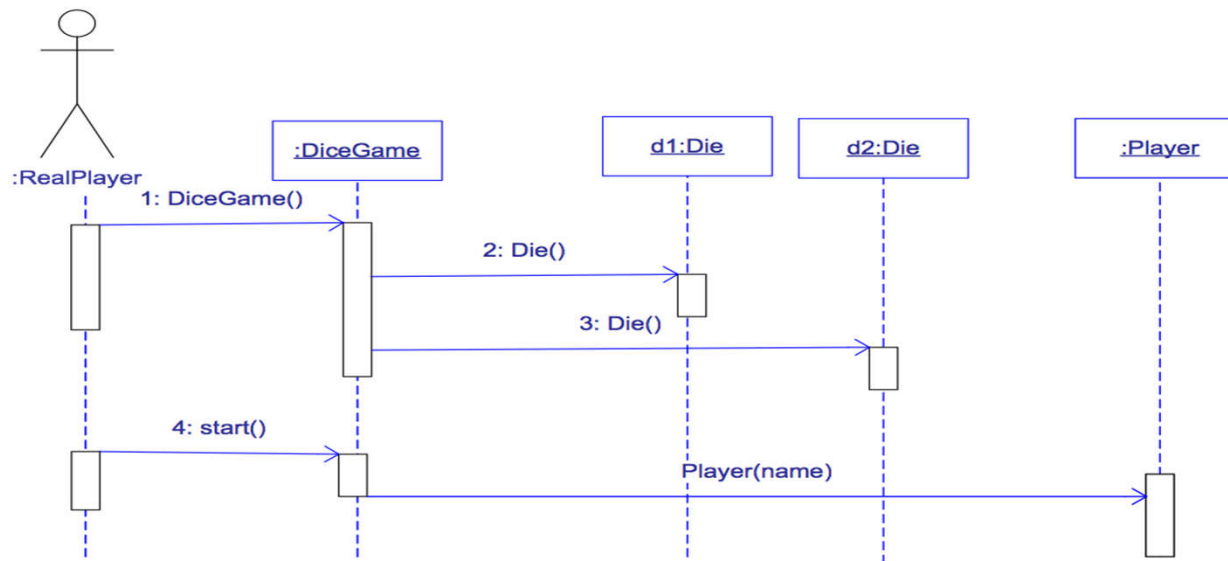 :RealPlayer
:DiceGame
d1:Die
d2:Die
:Player
1: DiceGame()
2: Die()
3: Die()
4: start()
Player(name)